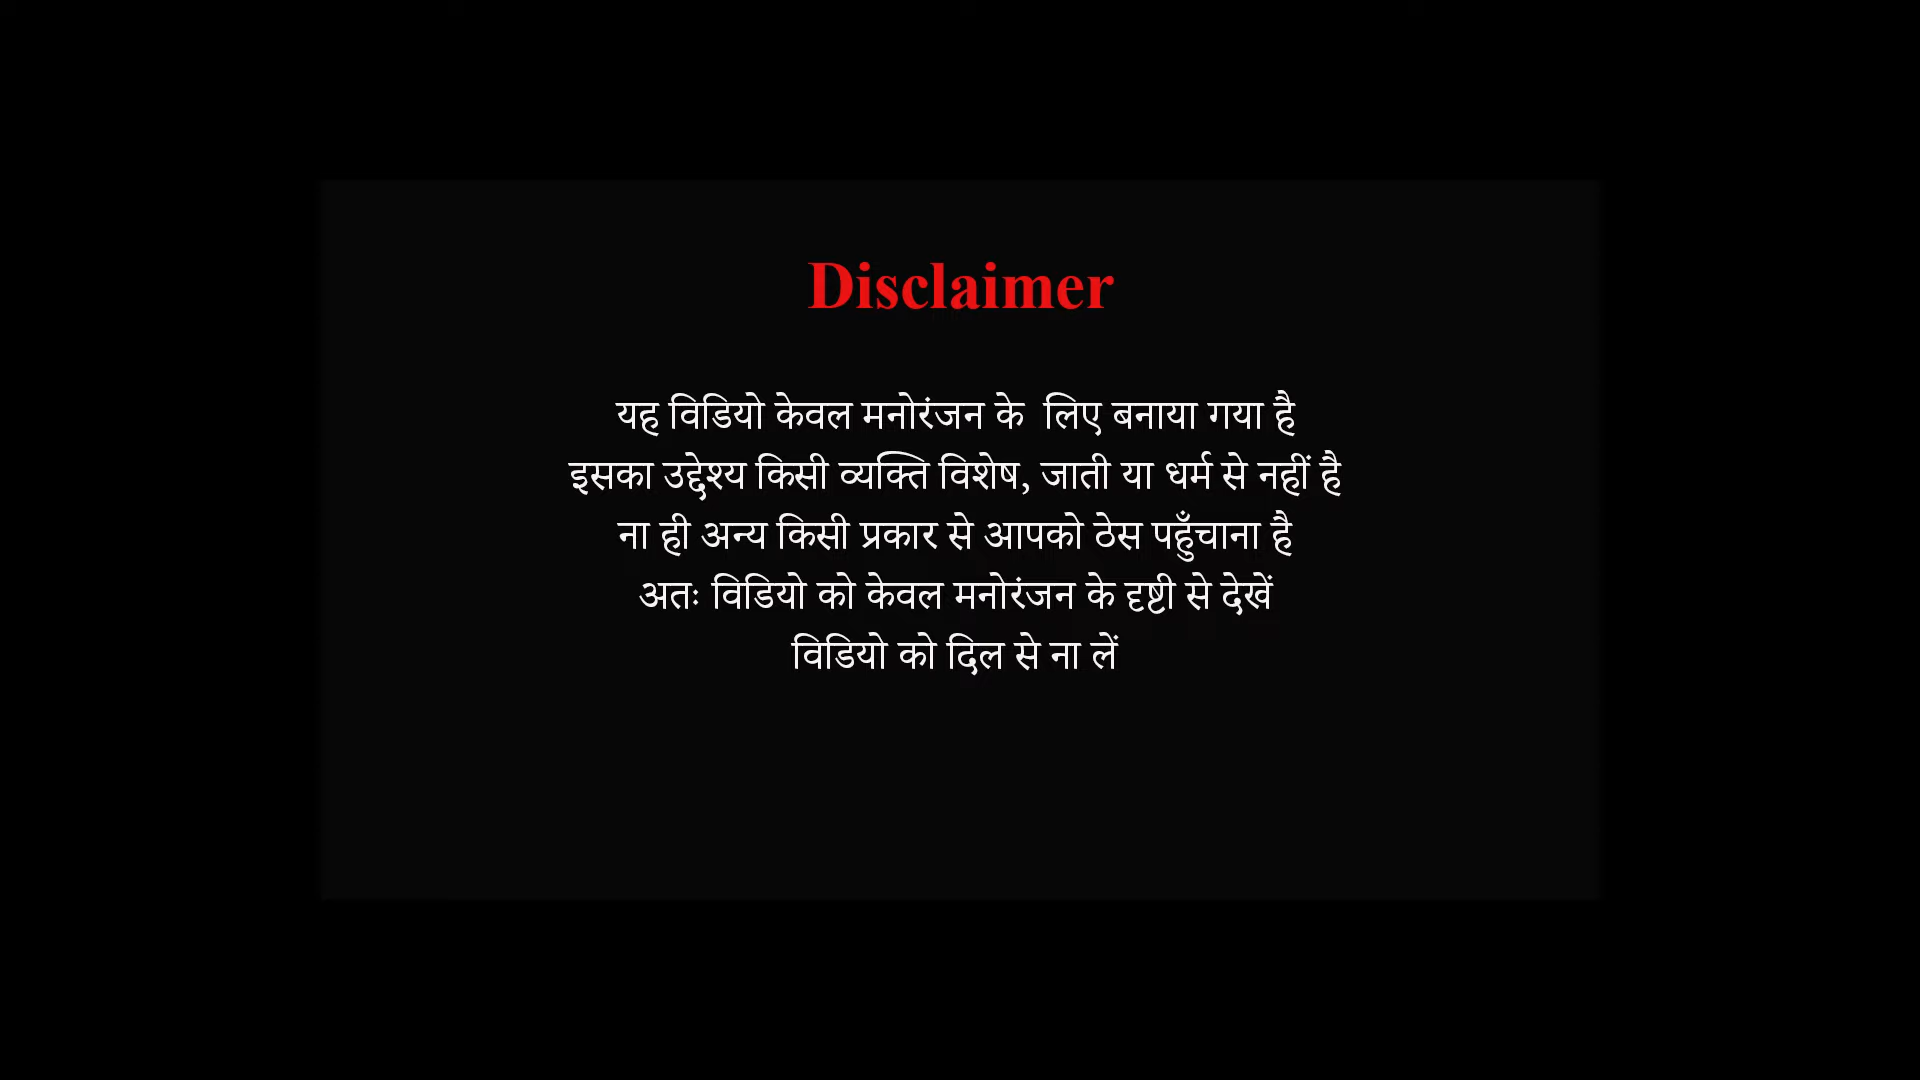 Disclaimer
यह विडियो केवल मनोरंजन के लिए बनाया गया है
इसका उद्देश्य किसी व्यक्ति विशेष, जाती या धर्म से नहीं है
ना ही अन्य किसी प्रकार से आपको ठेस पहुँचाना है
अतः विडियो को केवल मनोरंजन के दृष्टी से देखें
विडियो को दिल से ना लें